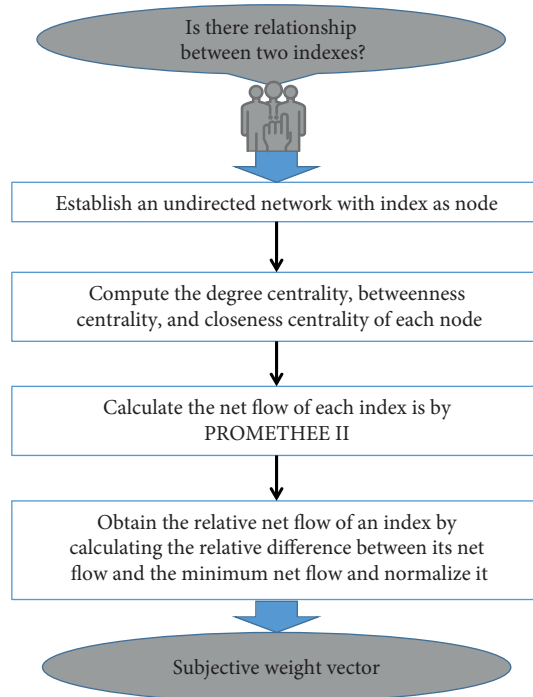 Is there relationship
between two indexes?
Establish an undirected network with index as node
Compute the degree centrality, betweenness
centrality, and closeness centrality of each node
Calculate the net flow of each index is by
PROMETHEE II
Obtain the relative net flow of an index by
calculating the relative difference between its net
flow and the minimum net flow and normalize it
Subjective weight vector